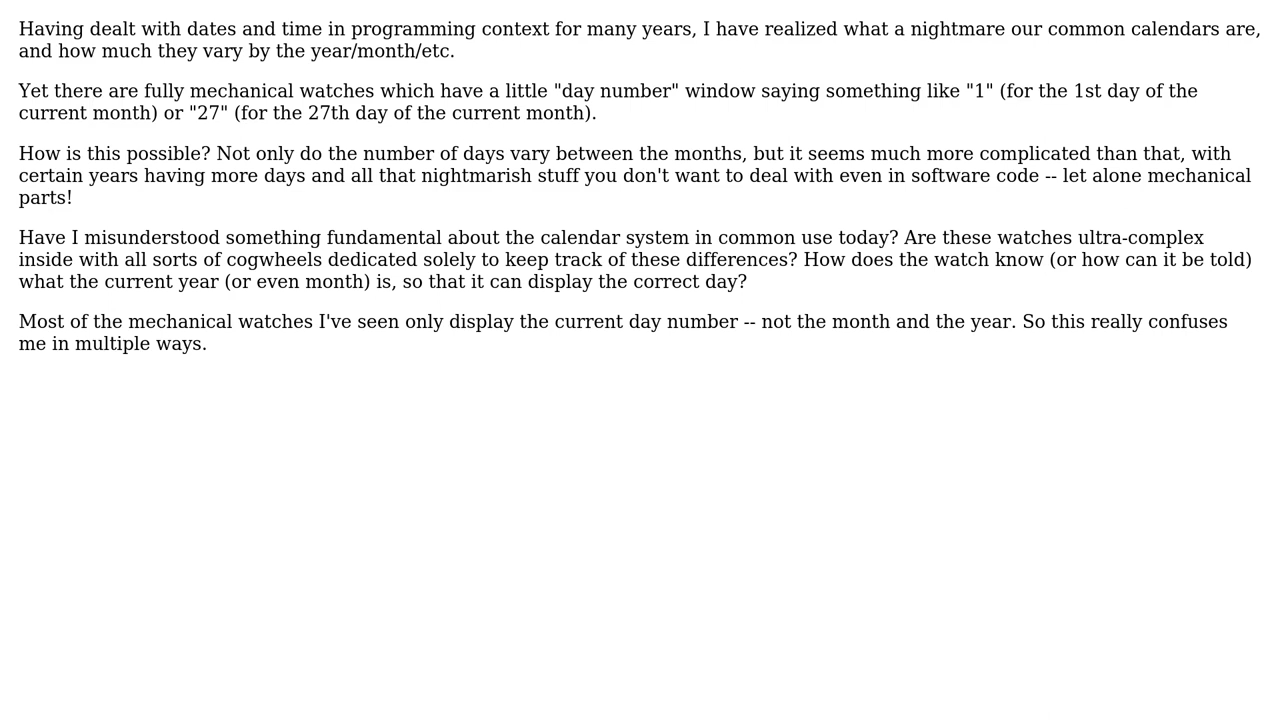 Having dealt with dates and time in programming context for many years, I have realized what a nightmare our common calendars are,
and how much they vary by the year/month/etc.
Yet there are fully mechanical watches which have a little "day number" window saying something like "1" (for the 1st day of the
current month) or "27" (for the 27th day of the current month).
How is this possible? Not only do the number of days vary between the months, but it seems much more complicated than that, with
certain years having more days and all that nightmarish stuff you don't want to deal with even in software code -- let alone mechanical
parts!
Have I misunderstood something fundamental about the calendar system in common use today? Are these watches ultra-complex
inside with all sorts of cogwheels dedicated solely to keep track of these differences? How does the watch know (or how can it be told)
what the current year (or even month) is, so that it can display the correct day?
Most of the mechanical watches I've seen only display the current day number -- not the month and the year. So this really confuses
me in multiple ways.